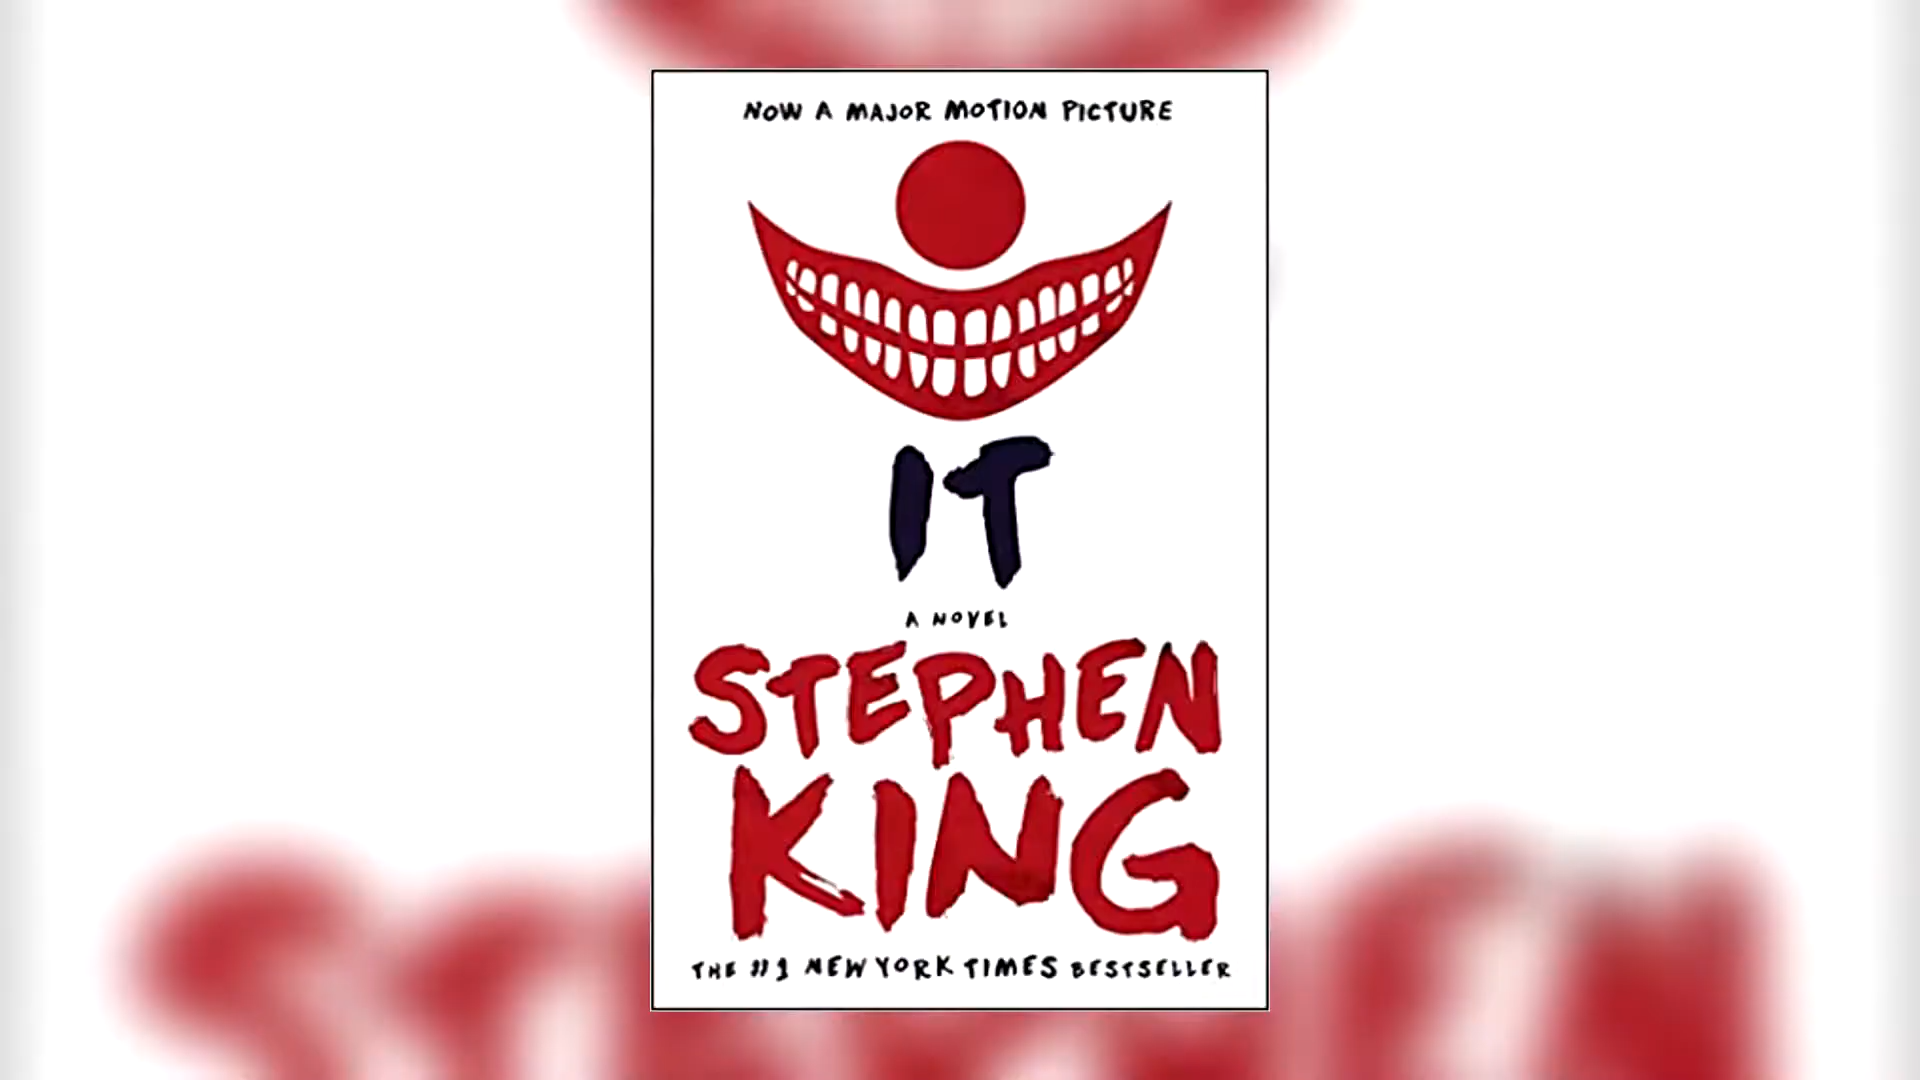 NOW A MAJOR MOTION PICTURE
IT
A NOVEL
STEPHEN
KING
THE #1 NEW YORK TIMES BESTSELLER